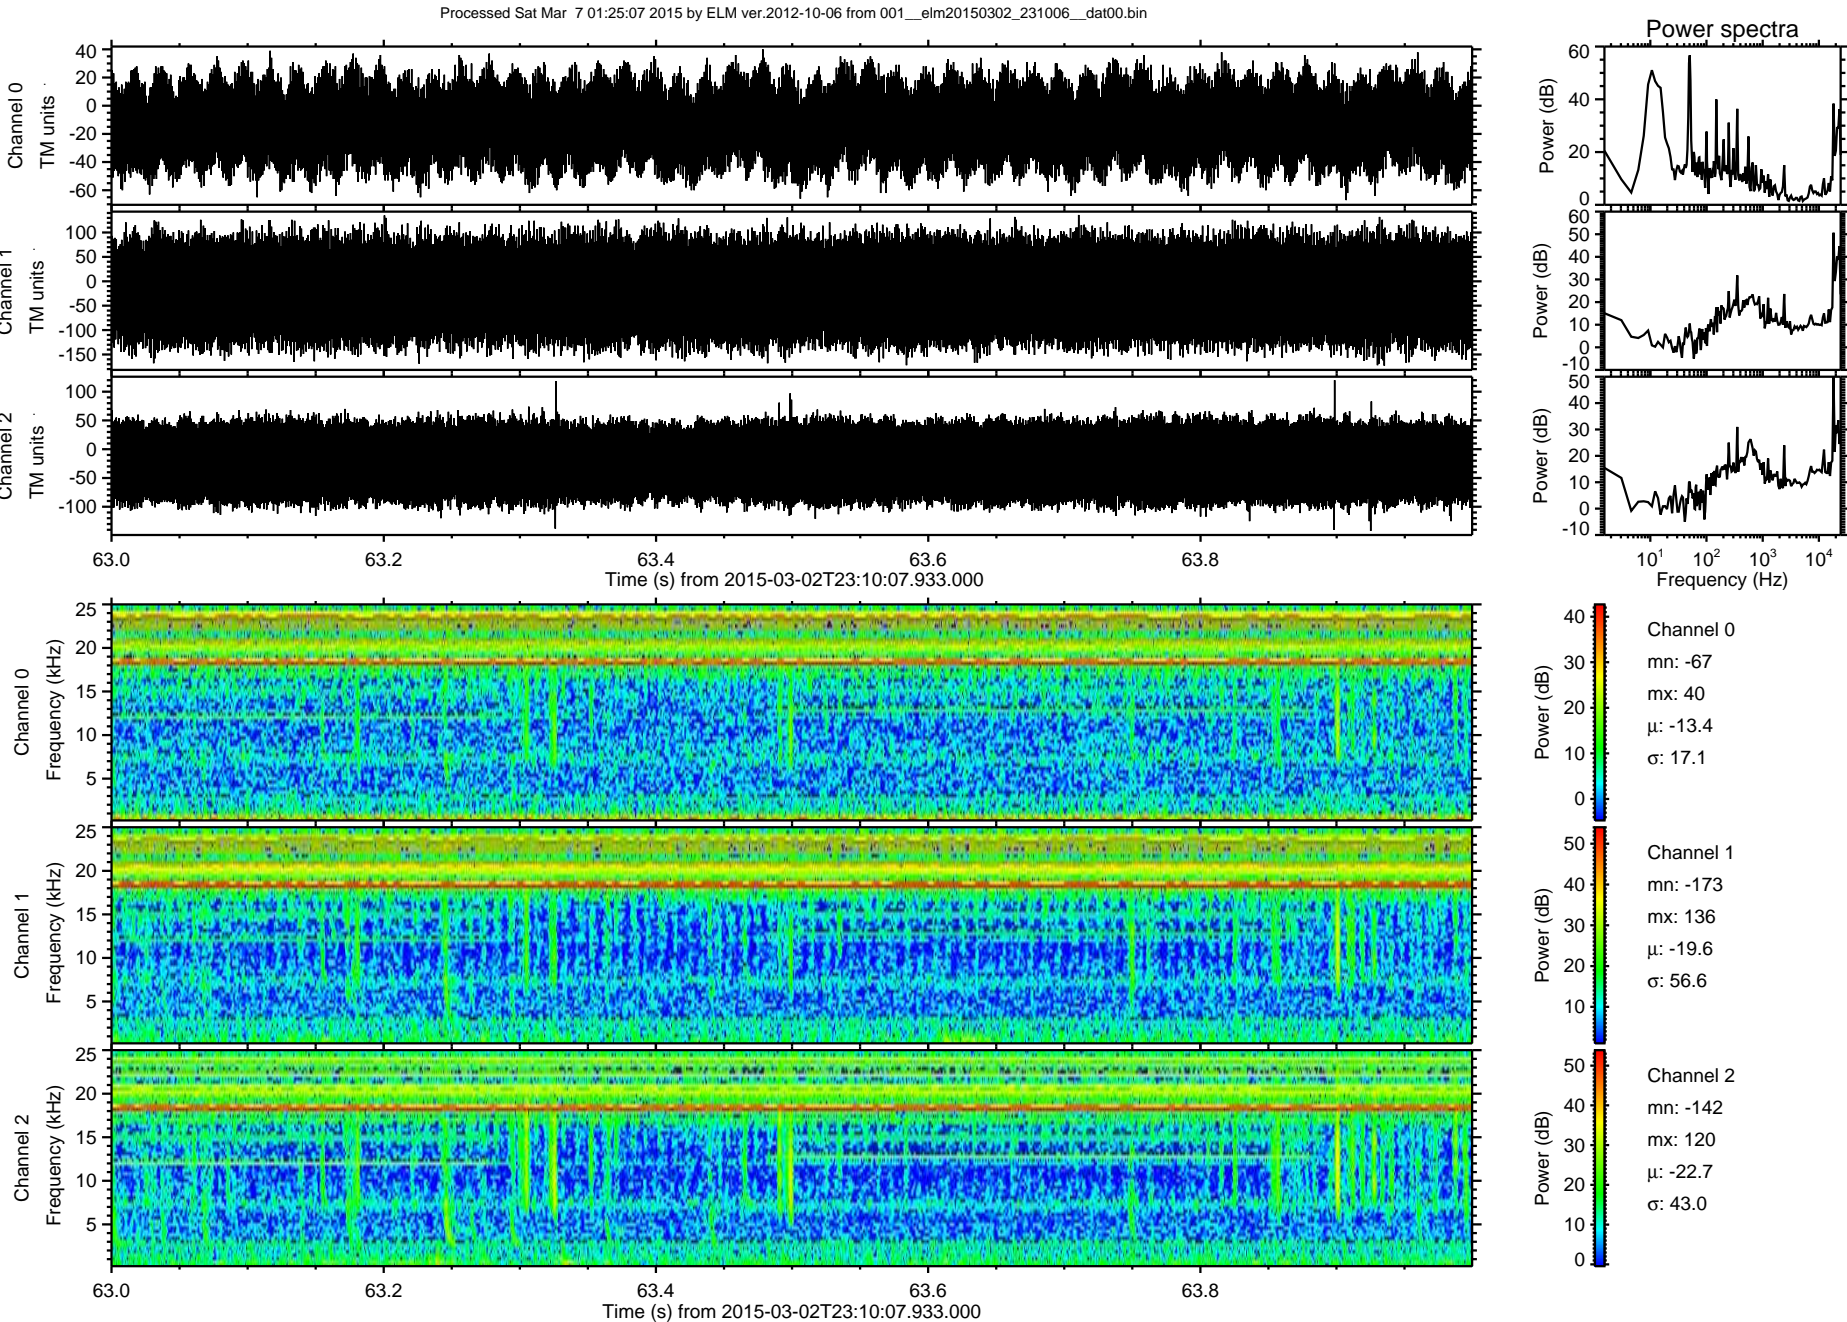 Processed Sat Mar 7 01:25:07 2015 by ELM ver.2012-10-06 from 001__elm20150302_231006__dat00.bin
Power spectra
Channel 0
TM units
40
20
0
-20
-40
-60
Power (dB)
60
40
20
0
Channel 1
TM units
100
50
0
-50
-100
-150
Power (dB)
60
50
40
30
20
10
0
-10
Channel 2
TM units
100
50
0
-50
-100
Power (dB)
50
40
30
20
10
0
-10
63.0 63.2 63.4 63.6 63.8
Time (s) from 2015-03-02T23:10:07.933.000
10^1 10^2 10^3 10^4
Frequency (Hz)
Channel 0
Frequency (kHz)
25
20
15
10
5
Power (dB)
40
30
20
10
0
Channel 0
mn: -67
mx: 40
μ: -13.4
σ: 17.1
Channel 1
Frequency (kHz)
25
20
15
10
5
Power (dB)
50
40
30
20
10
Channel 1
mn: -173
mx: 136
μ: -19.6
σ: 56.6
Channel 2
Frequency (kHz)
25
20
15
10
5
Power (dB)
50
40
30
20
10
0
Channel 2
mn: -142
mx: 120
μ: -22.7
σ: 43.0
63.0 63.2 63.4 63.6 63.8
Time (s) from 2015-03-02T23:10:07.933.000